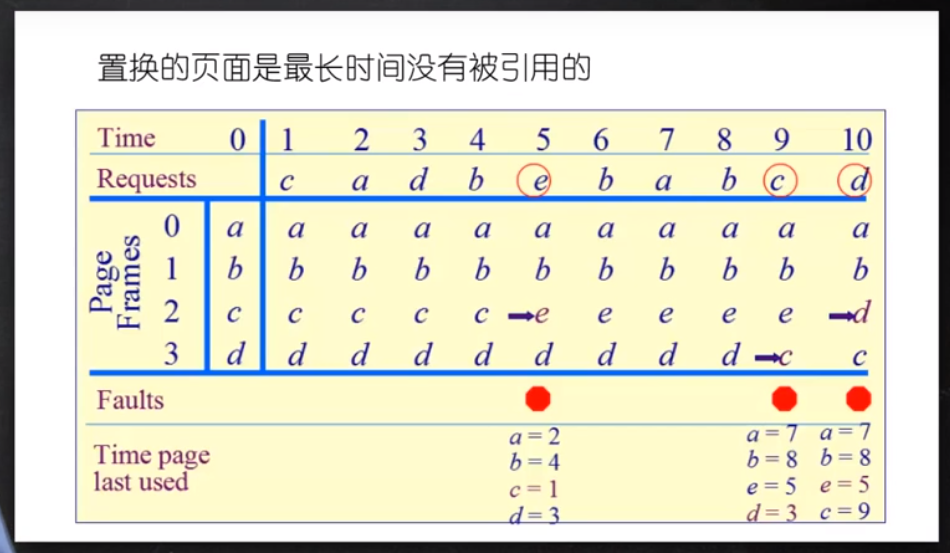 置换的页面是最长时间没有被引用的
Time 0 1 2 3 4 5 6 7 8 9 10
Requests c a d b e b a b c d
Page Frames
0 a a a a a a a a a a a
1 b b b b b b b b b b b
2 c c c c c e e e e e d
3 d d d d d d d d d c c
Faults
Time page last used
a = 2 a = 7 a = 7
b = 4 b = 8 b = 8
c = 1 e = 5 e = 5
d = 3 d = 3 c = 9